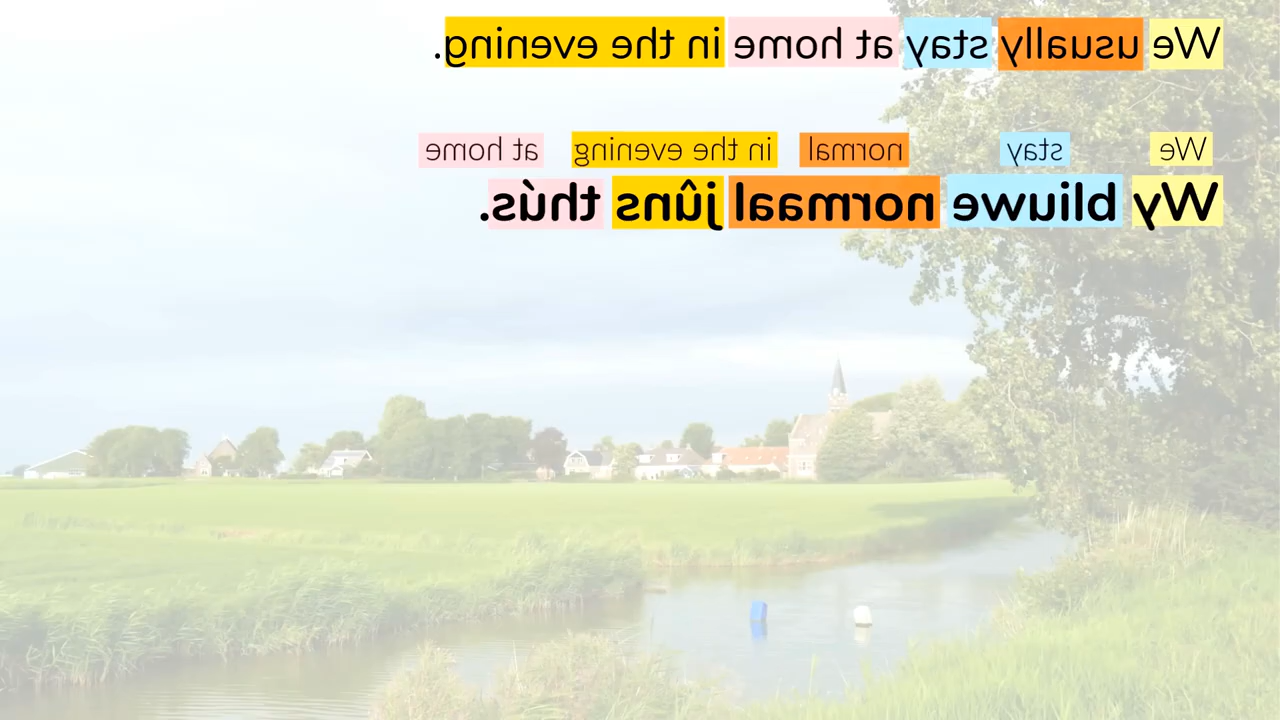 We usually stay at home in the evening.
We stay normal in the evening at home
Wy bliuwe normaal jûns thús.